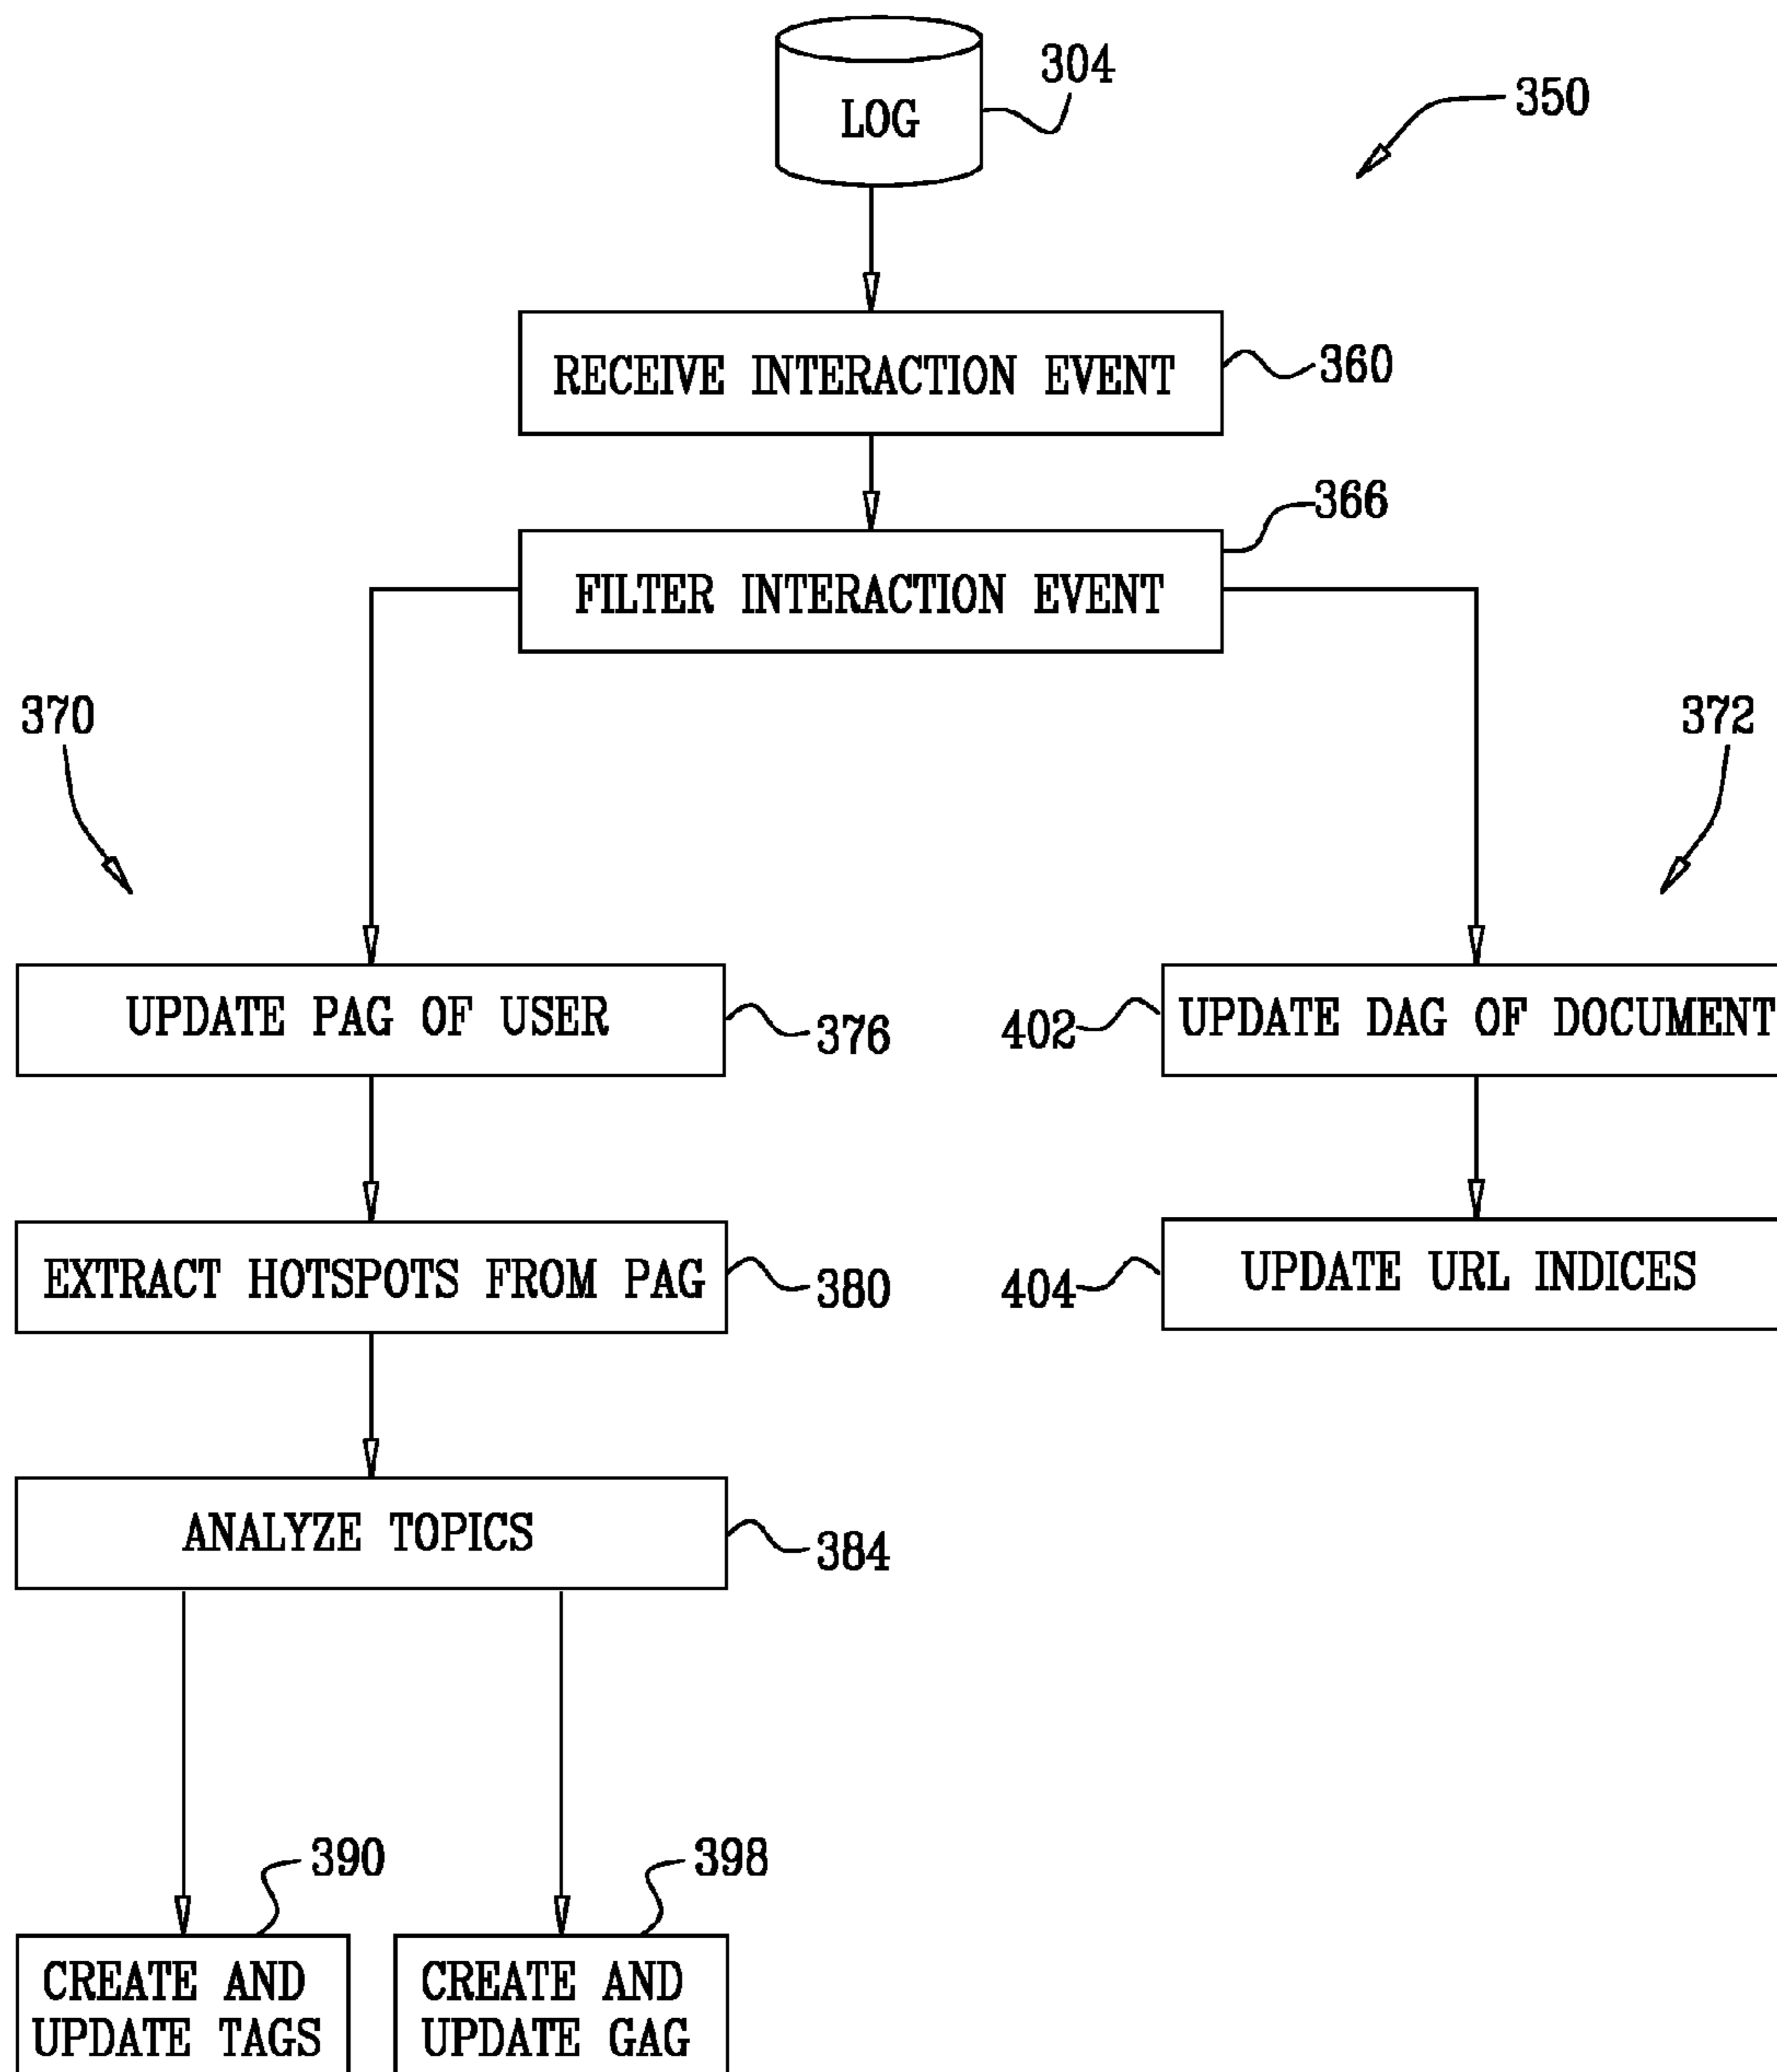 304
LOG
350
RECEIVE INTERACTION EVENT
360
366
FILTER INTERACTION EVENT
370
372
UPDATE PAG OF USER
376
402
UPDATE DAG OF DOCUMENT
EXTRACT HOTSPOTS FROM PAG
380
404
UPDATE URL INDICES
ANALYZE TOPICS
384
390
398
CREATE AND
UPDATE TAGS
CREATE AND
UPDATE GAG